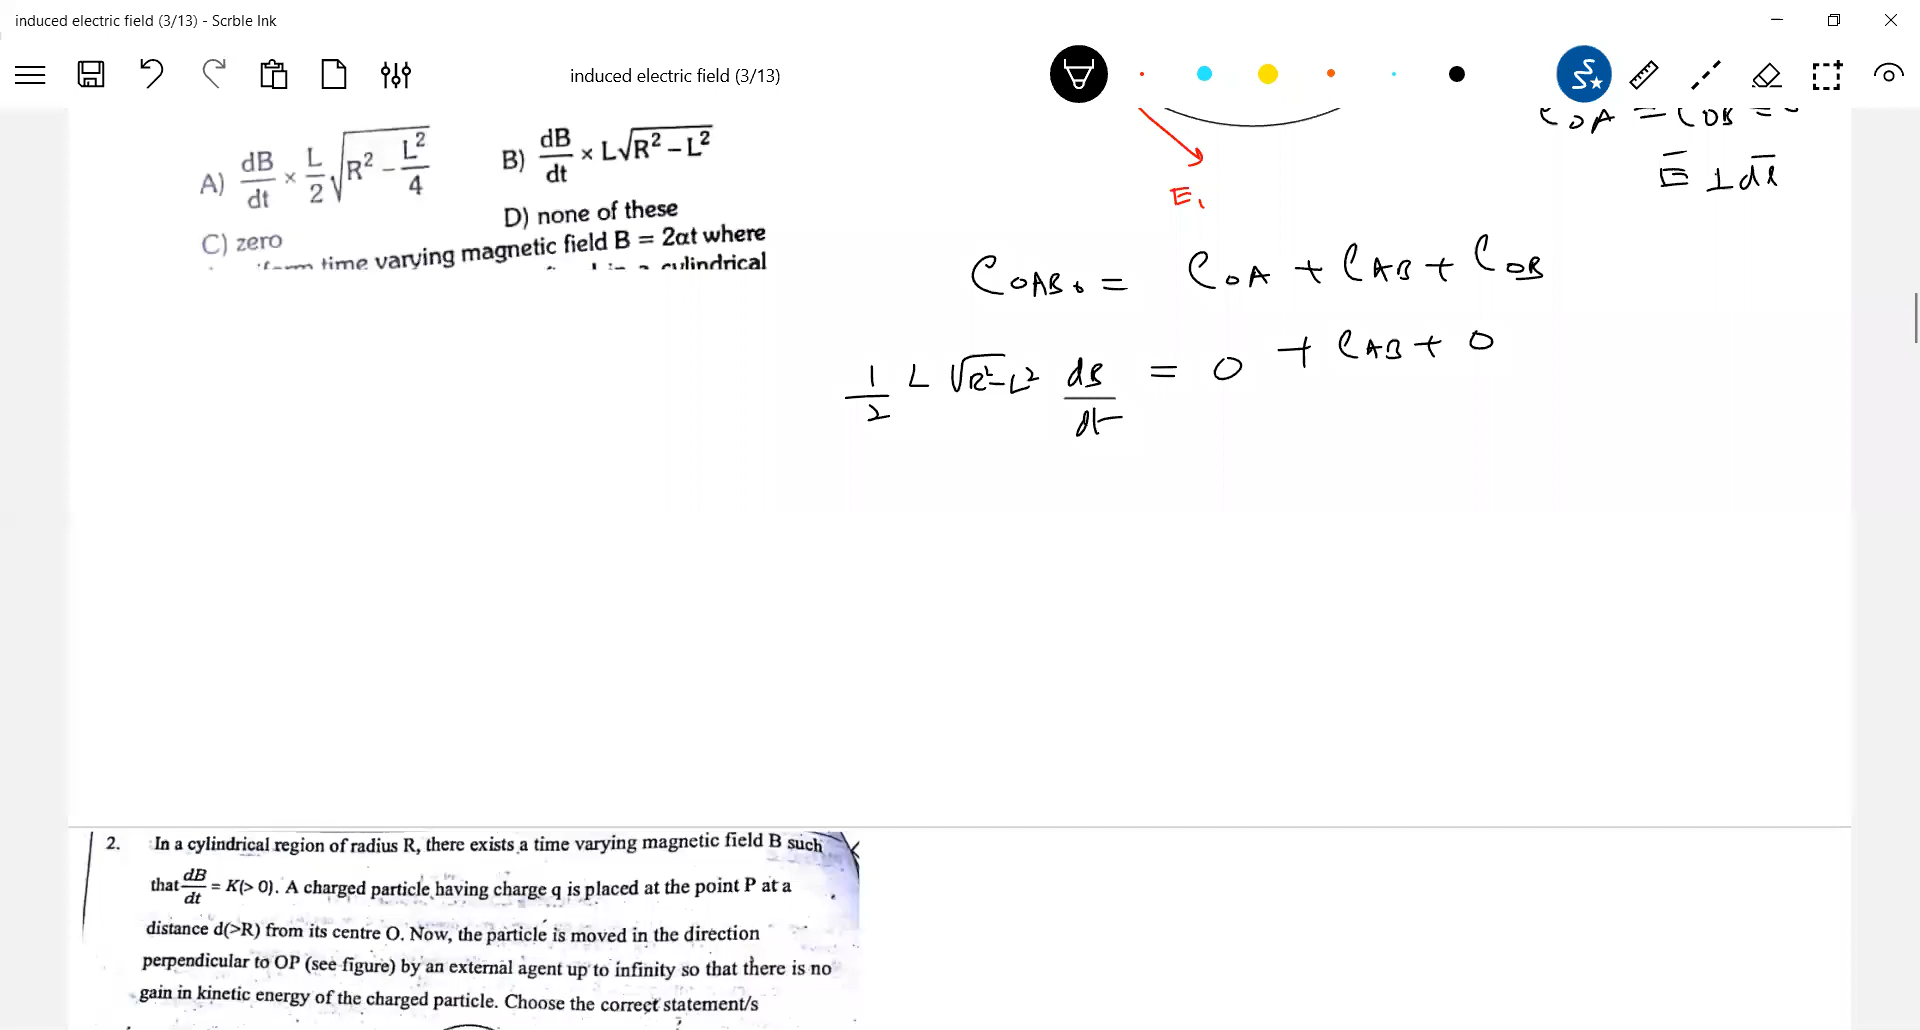 induced electric field (3/13) - Scrble Ink
induced electric field (3/13)
A) dB/dt × L/2 √(R² − L²/4)
B) dB/dt × L√(R² − L²)
C) zero
D) none of these
time varying magnetic field B = 2αt where
cylindrical
E₁
C_OA = C_OB =
E̅ ⊥ d̅l̅
C_OAB₀ = C_OA + C_AB + C_OB
1/2 L √R²−L² dB/dt = 0 + C_AB + 0
2. In a cylindrical region of radius R, there exists a time varying magnetic field B such
that dB/dt = K(> 0). A charged particle having charge q is placed at the point P at a
distance d(>R) from its centre O. Now, the particle is moved in the direction
perpendicular to OP (see figure) by an external agent up to infinity so that there is no
gain in kinetic energy of the charged particle. Choose the correct statement/s